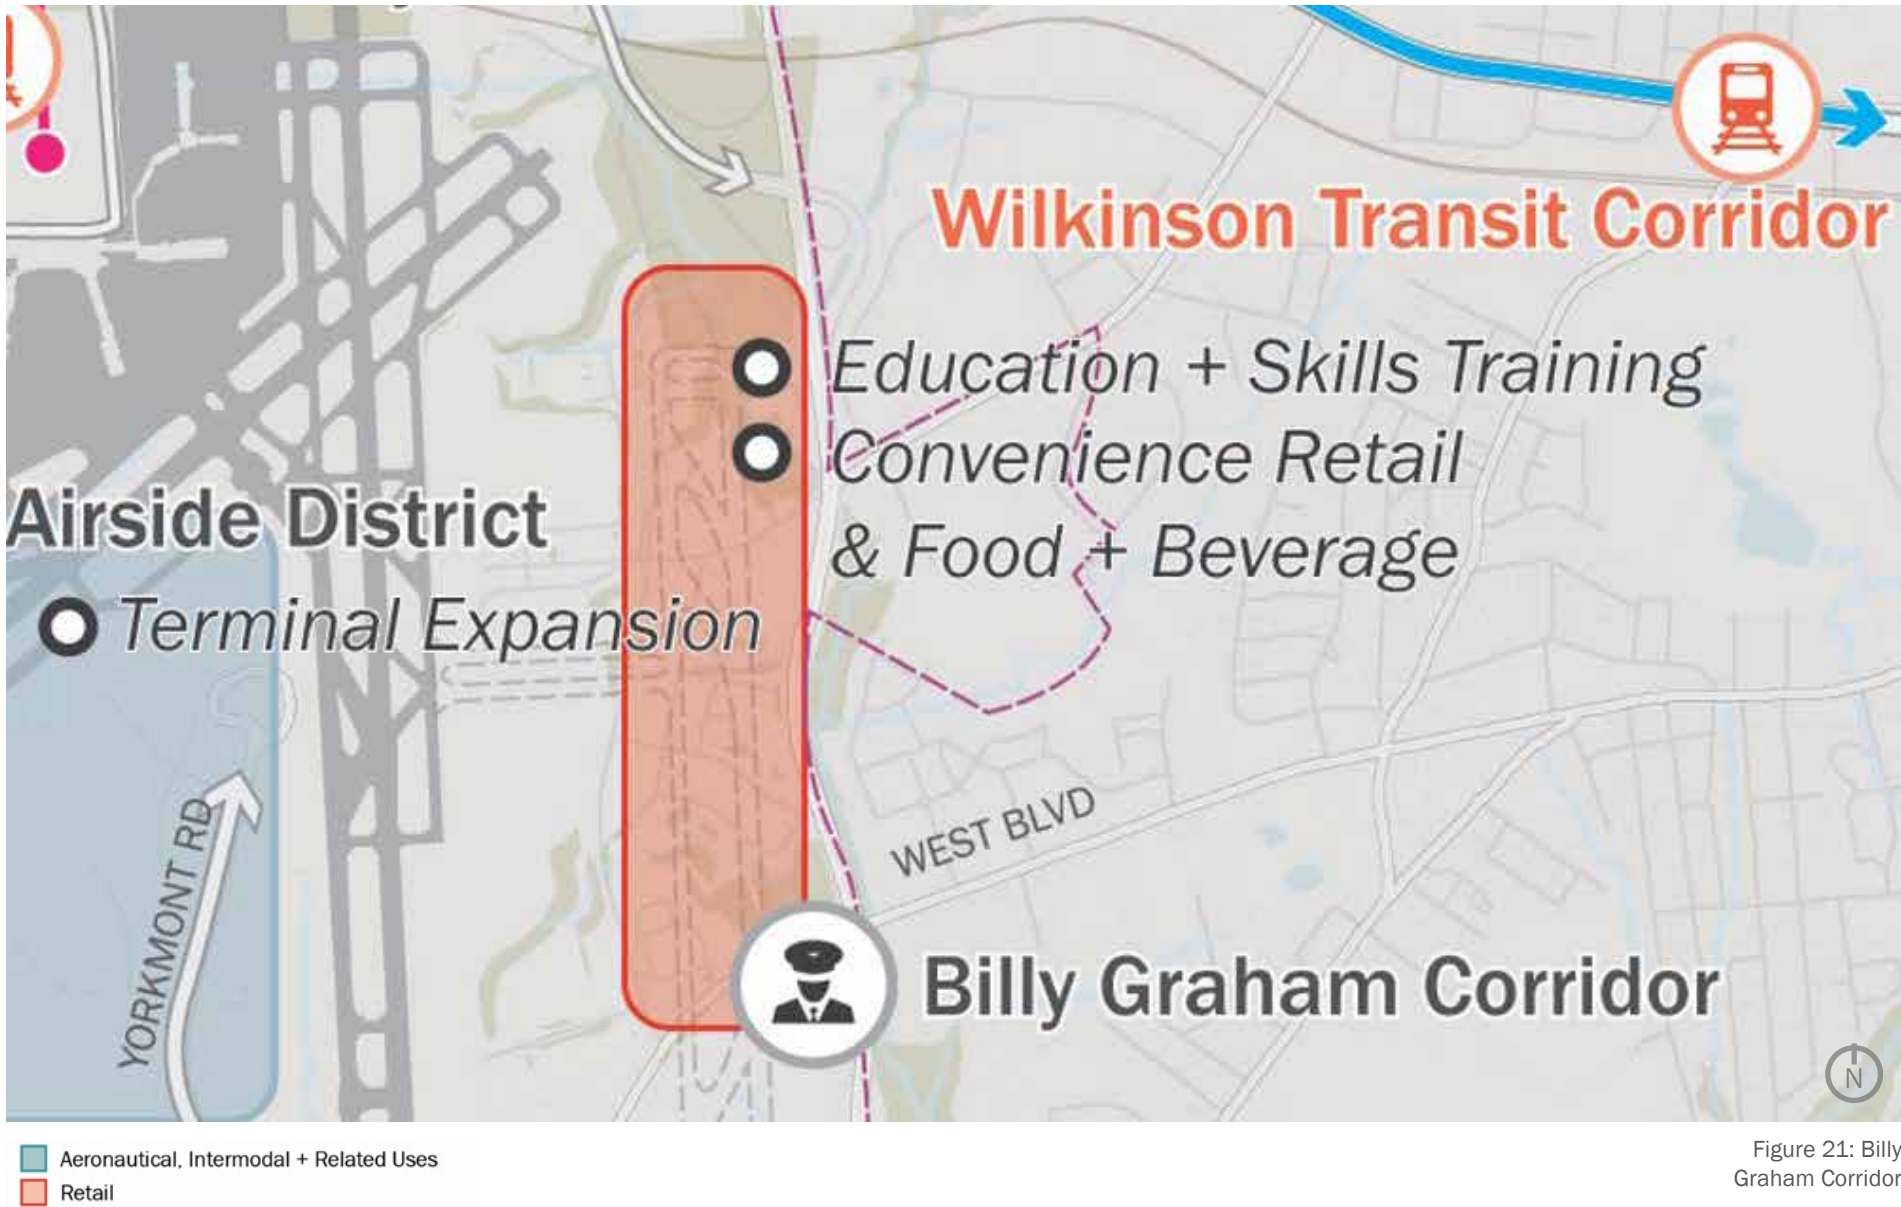 Wilkinson Transit Corridor
Education + Skills Training
Convenience Retail
& Food + Beverage
Airside District
Terminal Expansion
YORKMONT RD
WEST BLVD
Billy Graham Corridor
N
Aeronautical, Intermodal + Related Uses
Retail
Figure 21: Billy
Graham Corridor